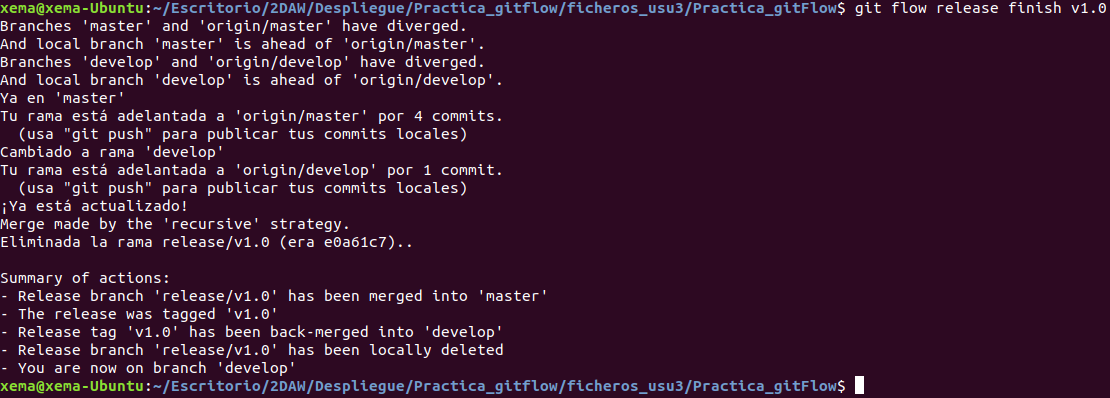 xema@xema-Ubuntu:~/Escritorio/2DAW/Despliegue/Practica_gitflow/ficheros_usu3/Practica_gitFlow$ git flow release finish v1.0
Branches 'master' and 'origin/master' have diverged.
And local branch 'master' is ahead of 'origin/master'.
Branches 'develop' and 'origin/develop' have diverged.
And local branch 'develop' is ahead of 'origin/develop'.
Ya en 'master'
Tu rama está adelantada a 'origin/master' por 4 commits.
  (usa "git push" para publicar tus commits locales)
Cambiado a rama 'develop'
Tu rama está adelantada a 'origin/develop' por 1 commit.
  (usa "git push" para publicar tus commits locales)
¡Ya está actualizado!
Merge made by the 'recursive' strategy.
Eliminada la rama release/v1.0 (era e0a61c7)..

Summary of actions:
- Release branch 'release/v1.0' has been merged into 'master'
- The release was tagged 'v1.0'
- Release tag 'v1.0' has been back-merged into 'develop'
- Release branch 'release/v1.0' has been locally deleted
- You are now on branch 'develop'
xema@xema-Ubuntu:~/Escritorio/2DAW/Despliegue/Practica_gitflow/ficheros_usu3/Practica_gitFlow$